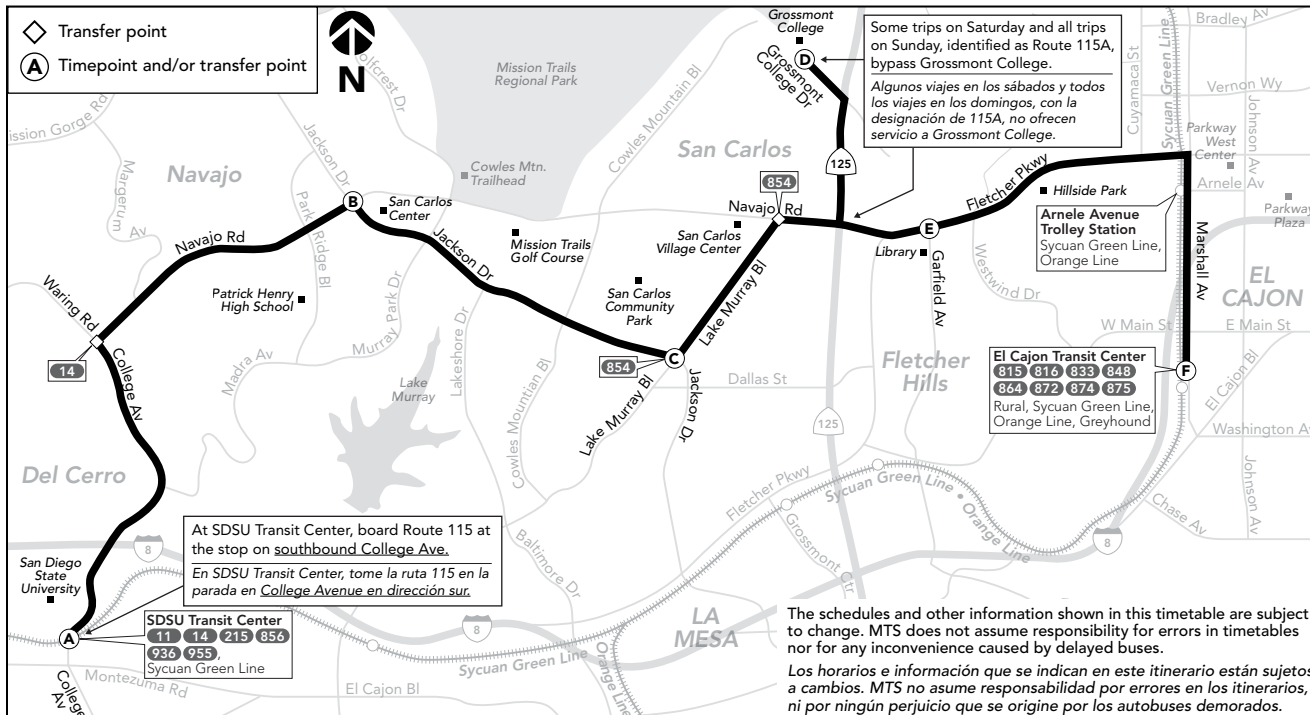 Transfer point
A
Timepoint and/or transfer point
N
Mission Trails
Regional Park
Golfcrest Dr
Cowles Mountain Bl
Grossmont
College
D
Grossmont
College Dr
Some trips on Saturday and all trips
on Sunday, identified as Route 115A,
bypass Grossmont College.
Algunos viajes en los sábados y todos
los viajes en los domingos, con la
designación de 115A, no ofrecen
servicio a Grossmont College.
Bradley Av
Cuyamaca St
Sycuan Green Line
Vernon Wy
Johnson Av
Parkway
West
Center
Arnele Av
Parkway
Plaza
Mission Gorge Rd
Margerum
Av
Navajo
Jackson Dr
B
San Carlos
Center
Cowles Mtn.
Trailhead
San Carlos
125
854
Navajo Rd
Fletcher Pkwy
Hillside Park
Arnele Avenue
Trolley Station
Sycuan Green Line,
Orange Line
Marshall Av
EL
CAJON
Navajo Rd
Park
Ridge Bl
Patrick Henry
High School
Jackson Dr
Mission Trails
Golf Course
San Carlos
Village Center
San Carlos
Community
Park
Lake Murray Bl
E
Library
Garfield Av
Westwind Dr
W Main St
E Main St
Waring Rd
14
College Av
Madra Av
Murray Park Dr
Lake
Murray
Lakeshore Dr
Cowles Mountian Bl
854
C
Lake Murray Bl
Jackson Dr
Dallas St
Fletcher
Hills
125
El Cajon Transit Center
815 816 833 848
864 872 874 875
Rural, Sycuan Green Line,
Orange Line, Greyhound
F
El Cajon Bl
Washington Av
Johnson Av
Chase Av
Del Cerro
8
At SDSU Transit Center, board Route 115 at
the stop on southbound College Ave.
En SDSU Transit Center, tome la ruta 115 en la
parada en College Avenue en dirección sur.
San Diego
State
University
A
SDSU Transit Center
11 14 215 856
936 955,
Sycuan Green Line
College
Av
Montezuma Rd
El Cajon Bl
Sycuan Green Line
8
Baltimore Dr
Orange Line
LA
MESA
Fletcher Pkwy
Grossmont Ctr
Sycuan Green Line • Orange Line
8
The schedules and other information shown in this timetable are subject
to change. MTS does not assume responsibility for errors in timetables
nor for any inconvenience caused by delayed buses.
Los horarios e información que se indican en este itinerario están sujetos
a cambios. MTS no asume responsabilidad por errores en los itinerarios,
ni por ningún perjuicio que se origine por los autobuses demorados.